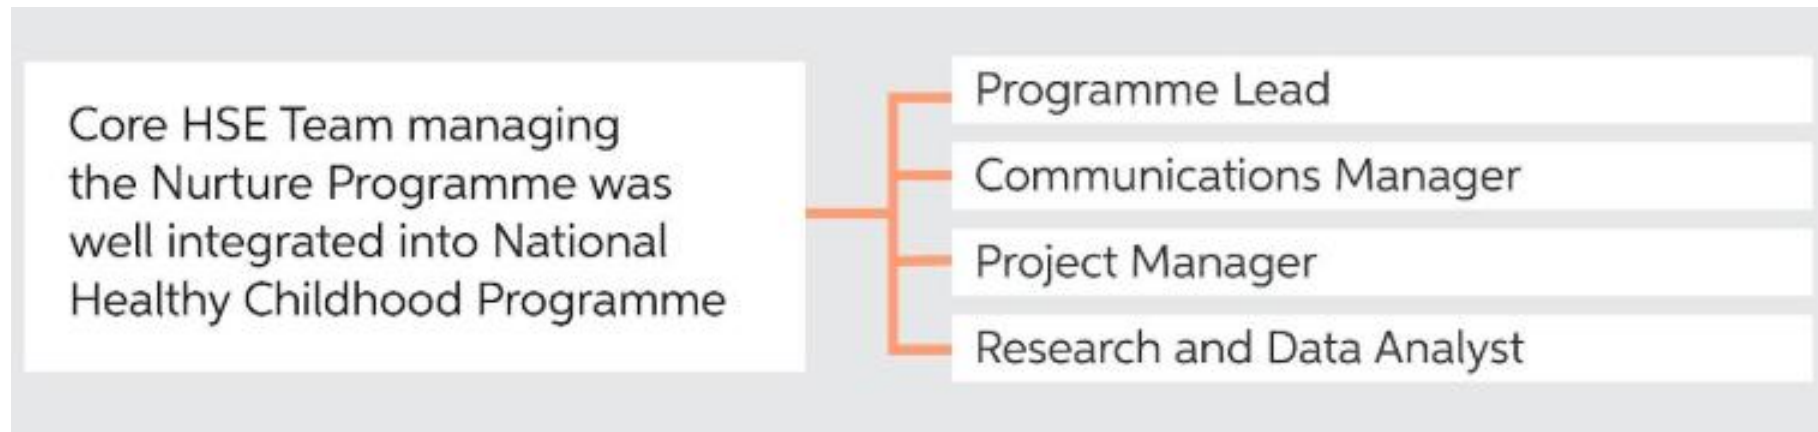 Core HSE Team managing
the Nurture Programme was
well integrated into National
Healthy Childhood Programme
Programme Lead
Communications Manager
Project Manager
Research and Data Analyst